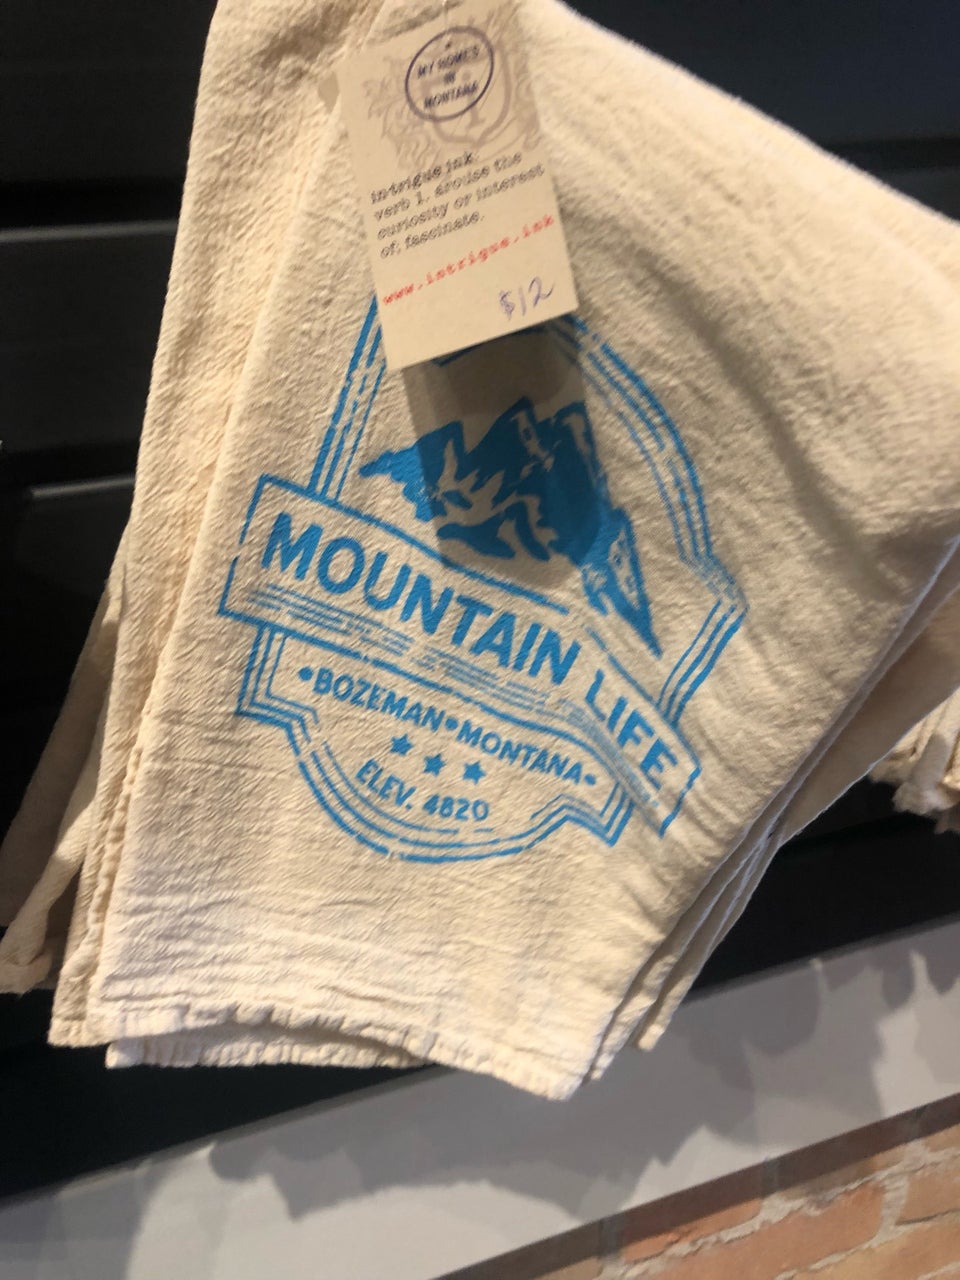 MY HOME'S
IN
MONTANA
intrigue ink.
verb 1. arouse the
curiosity or interest
of; fascinate.
www.intrigue.ink
$12
MOUNTAIN LIFE
•BOZEMAN•MONTANA•
ELEV. 4820